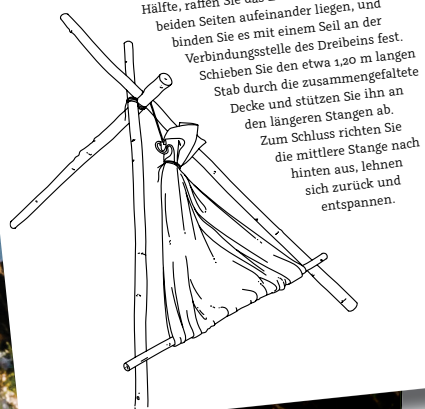 Hälfte, raffen Sie das
beiden Seiten aufeinander liegen, und
binden Sie es mit einem Seil an der
Verbindungsstelle des Dreibeins fest.
Schieben Sie den etwa 1,20 m langen
Stab durch die zusammengefaltete
Decke und stützen Sie ihn an
den längeren Stangen ab.
Zum Schluss richten Sie
die mittlere Stange nach
hinten aus, lehnen
sich zurück und
entspannen.